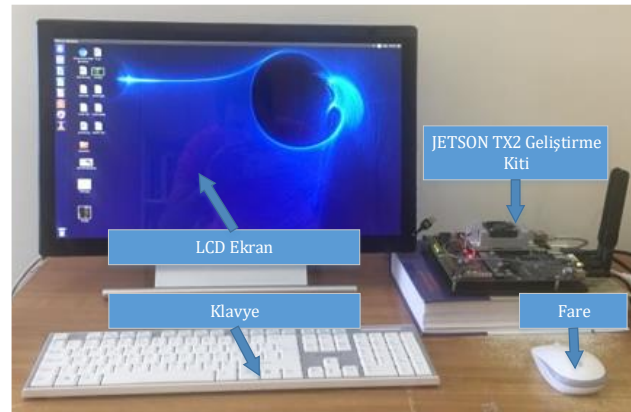 JETSON TX2 Geliştirme
Kiti
LCD Ekran
Klavye
Fare